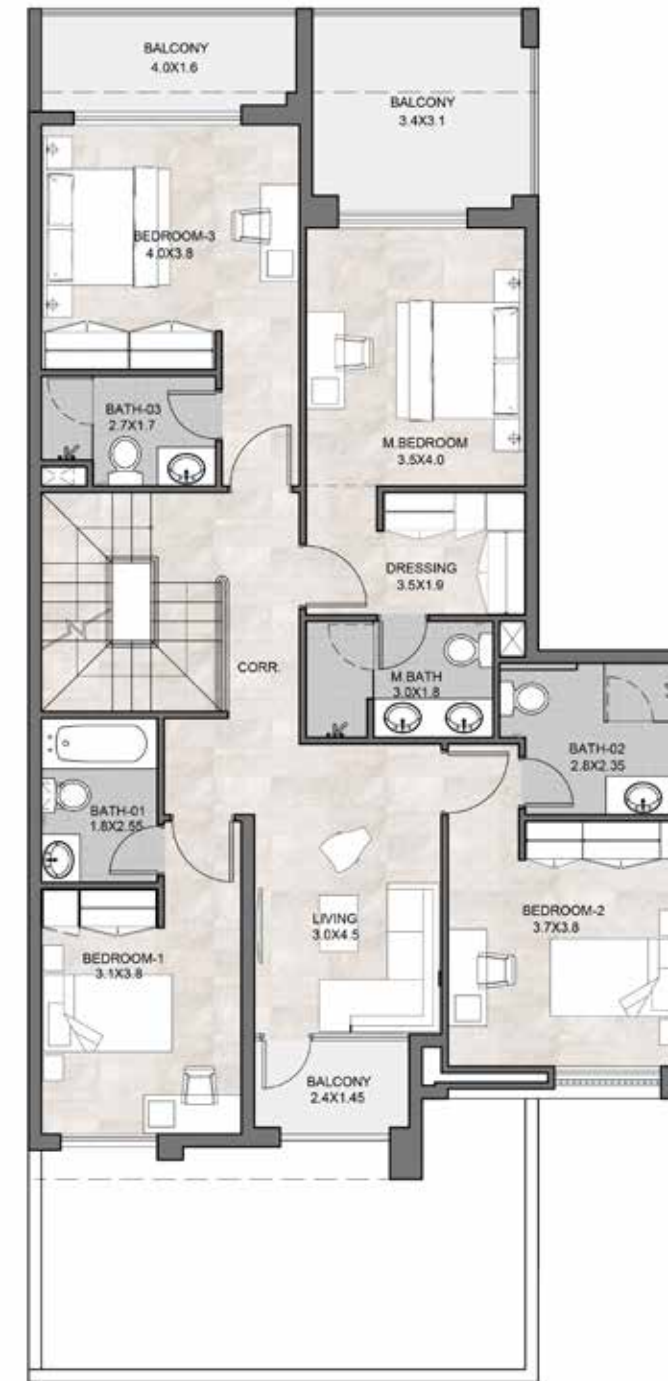 BALCONY
4.0X1.6
BALCONY
3.4X3.1
BEDROOM-3
4.0X3.8
BATH-03
2.7X1.7
M.BEDROOM
3.5X4.0
DRESSING
3.5X1.9
CORR.
M.BATH
3.0X1.8
BATH-02
2.8X2.35
BATH-01
1.8X2.55
LIVING
3.0X4.5
BEDROOM-2
3.7X3.8
BEDROOM-1
3.1X3.8
BALCONY
2.4X1.45